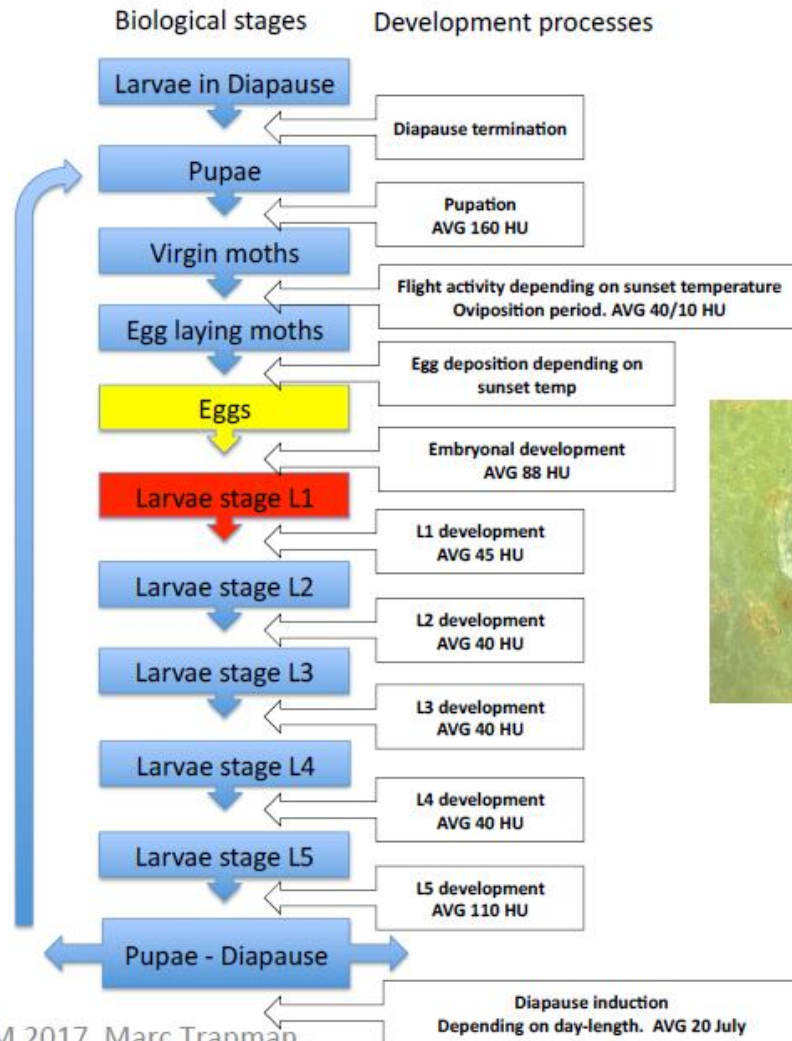 Biological stages
Development processes
Larvae in Diapause
Diapause termination
Pupae
Pupation
AVG 160 HU
Virgin moths
Flight activity depending on sunset temperature
Oviposition period. AVG 40/10 HU
Egg laying moths
Egg deposition depending on
sunset temp
Eggs
Embryonal development
AVG 88 HU
Larvae stage L1
L1 development
AVG 45 HU
Larvae stage L2
L2 development
AVG 40 HU
Larvae stage L3
L3 development
AVG 40 HU
Larvae stage L4
L4 development
AVG 40 HU
Larvae stage L5
L5 development
AVG 110 HU
Pupae - Diapause
Diapause induction
Depending on day-length. AVG 20 July
M 2017 Marc Trapman